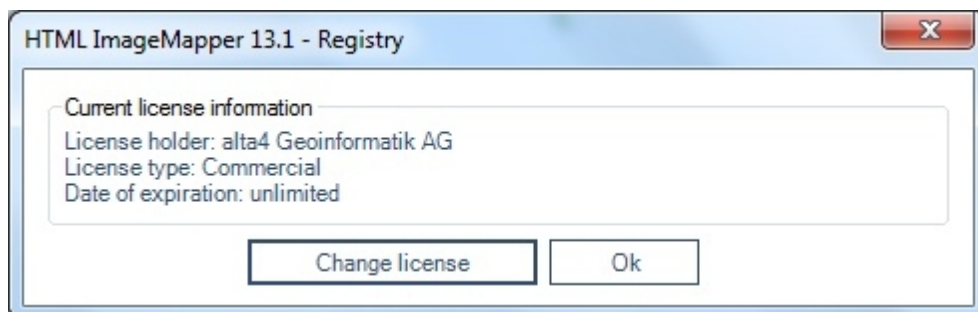 HTML ImageMapper 13.1 - Registry
Current license information
License holder: alta4 Geoinformatik AG
License type: Commercial
Date of expiration: unlimited
Change license
Ok